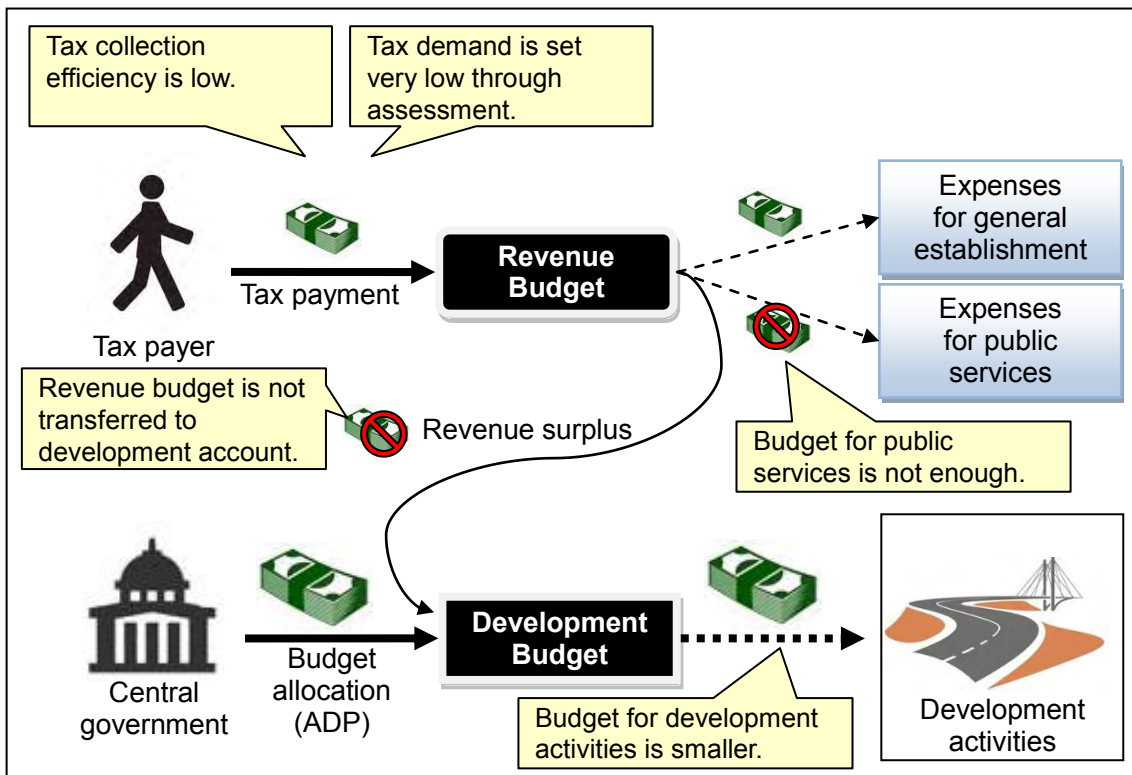 Tax collection
efficiency is low.
Tax demand is set
very low through
assessment.
Expenses
for general
establishment
Revenue
Budget
Tax payment
Tax payer
Expenses
for public
services
Revenue budget is not
transferred to
development account.
Revenue surplus
Budget for public
services is not enough.
Central
government
Budget
allocation
(ADP)
Development
Budget
Budget for development
activities is smaller.
Development
activities